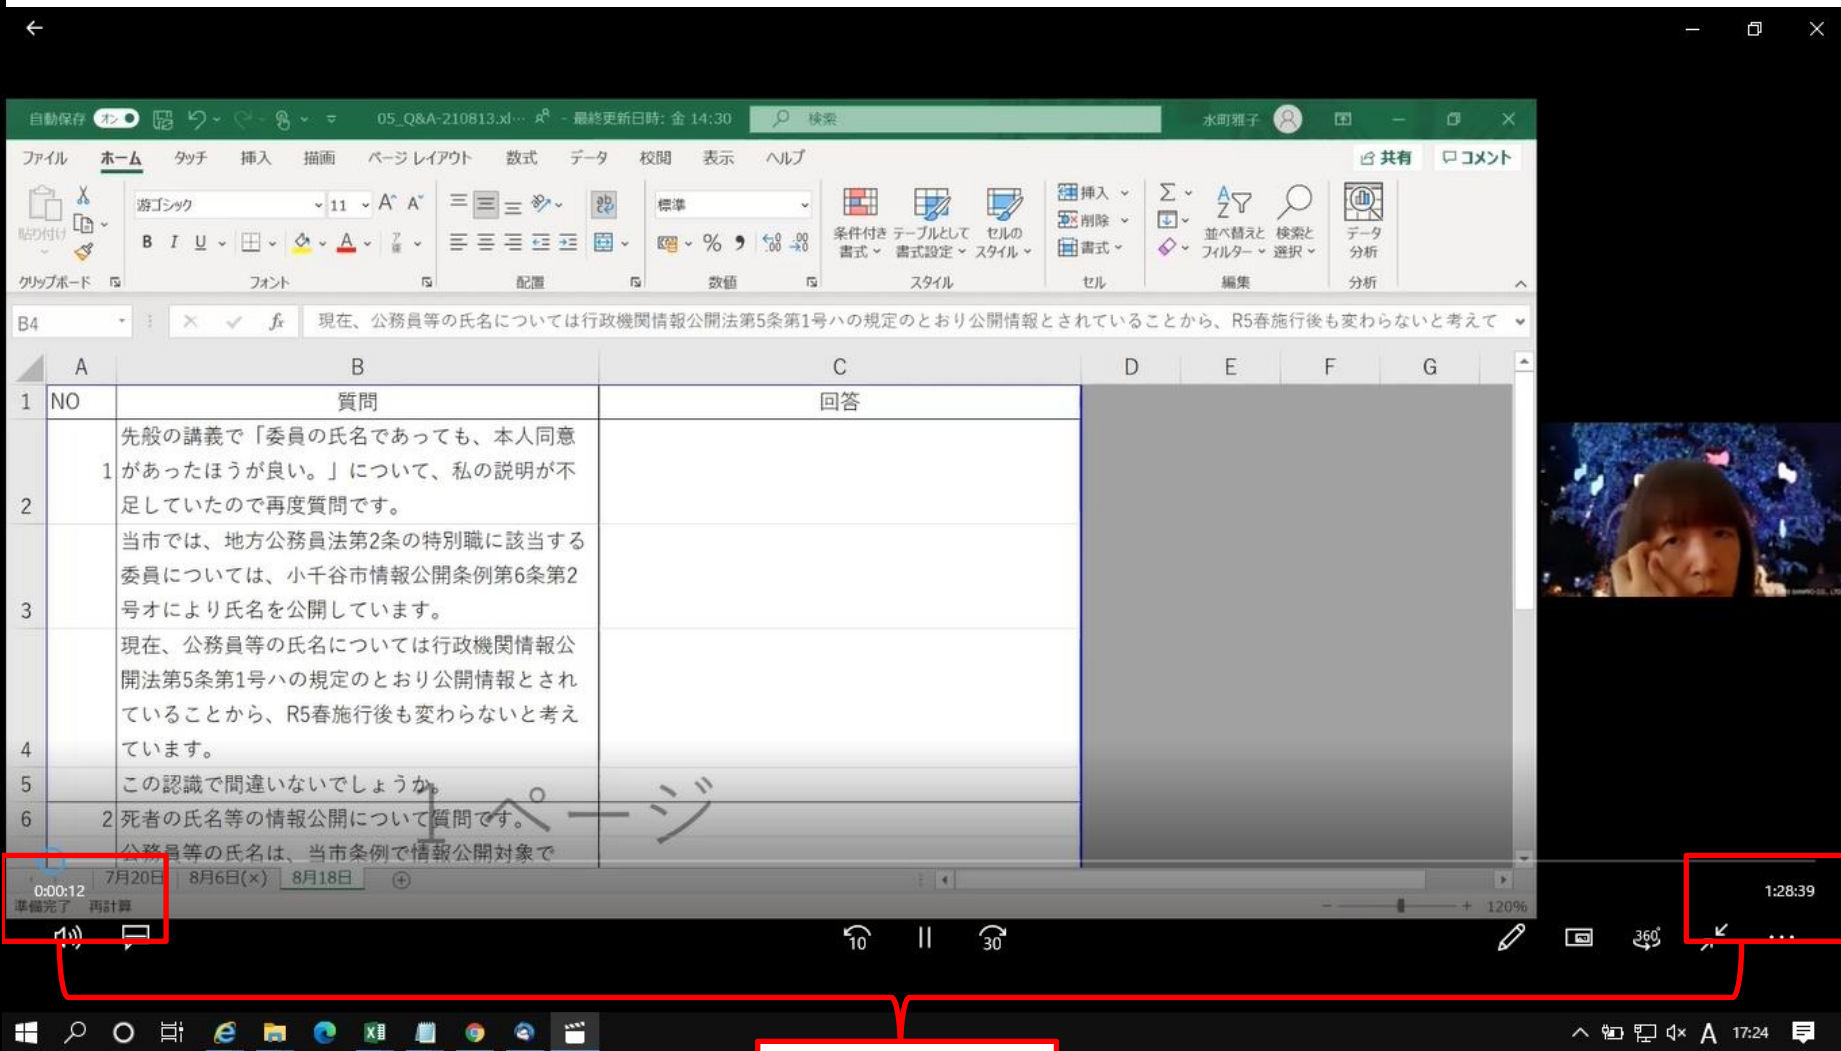 自動保存 オン 05_Q&A-210813.xl… - 最終更新日時: 金 14:30 検索 水町雅子
ファイル ホーム タッチ 挿入 描画 ページ レイアウト 数式 データ 校閲 表示 ヘルプ 共有 コメント
貼り付け
游ゴシック 11 A A
ab
標準
B I U A ア亜 % 9
条件付き書式
テーブルとして書式設定
セルのスタイル
挿入
削除
書式
並べ替えとフィルター
検索と選択
データ分析
クリップボード フォント 配置 数値 スタイル セル 編集 分析
B4 fx 現在、公務員等の氏名については行政機関情報公開法第5条第1号ハの規定のとおり公開情報とされていることから、R5春施行後も変わらないと考えて
A B C D E F G
1 NO 質問 回答
先般の講義で「委員の氏名であっても、本人同意
1 があったほうが良い。」について、私の説明が不
2 足していたので再度質問です。
当市では、地方公務員法第2条の特別職に該当する
委員については、小千谷市情報公開条例第6条第2
3 号オにより氏名を公開しています。
現在、公務員等の氏名については行政機関情報公
開法第5条第1号ハの規定のとおり公開情報とされ
ていることから、R5春施行後も変わらないと考え
4 ています。
5 この認識で間違いないでしょうか。
1 ページ
6 2 死者の氏名等の情報公開について質問です。
公務員等の氏名は、当市条例で情報公開対象で
7月20日 8月6日(×) 8月18日
0:00:12 1:28:39
準備完了 再計算 120%
10 30 360°
A 17:24